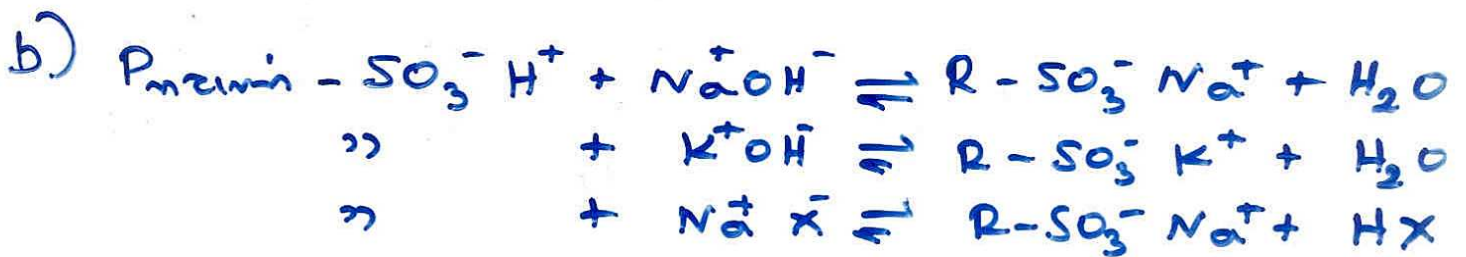 b) Ρητίνη - SO₃⁻ H⁺ + Na⁺OH⁻ ⇌ R - SO₃⁻ Na⁺ + H₂O
" + K⁺OH⁻ ⇌ R - SO₃⁻ K⁺ + H₂O
" + Na⁺ X⁻ ⇌ R - SO₃⁻ Na⁺ + HX